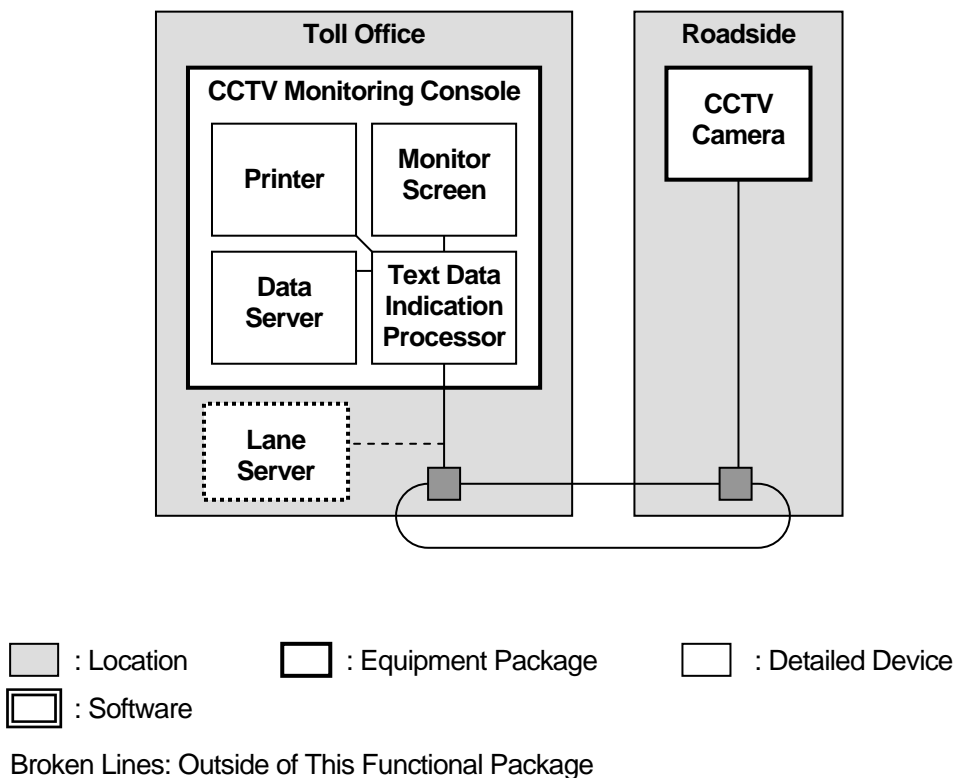 Toll Office
CCTV Monitoring Console
Printer
Monitor
Screen
Data
Server
Text Data
Indication
Processor
Lane
Server
Roadside
CCTV
Camera
: Location
: Equipment Package
: Detailed Device
: Software
Broken Lines: Outside of This Functional Package